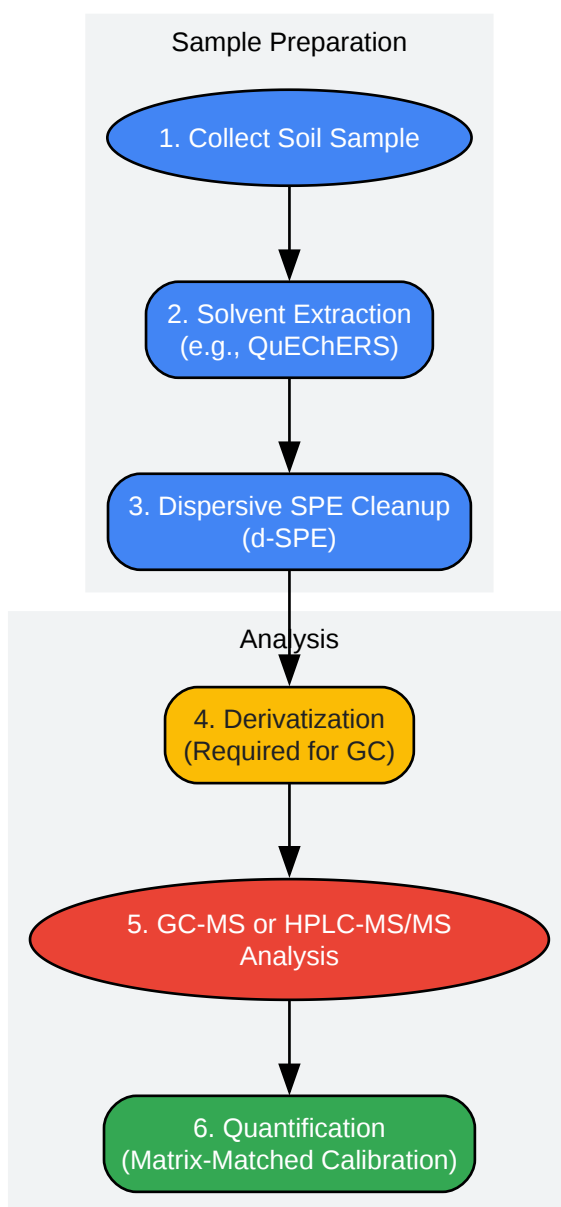 Sample Preparation
1. Collect Soil Sample
2. Solvent Extraction
(e.g., QuEChERS)
3. Dispersive SPE Cleanup
(d-SPE)
Analysis
4. Derivatization
(Required for GC)
5. GC-MS or HPLC-MS/MS
Analysis
6. Quantification
(Matrix-Matched Calibration)